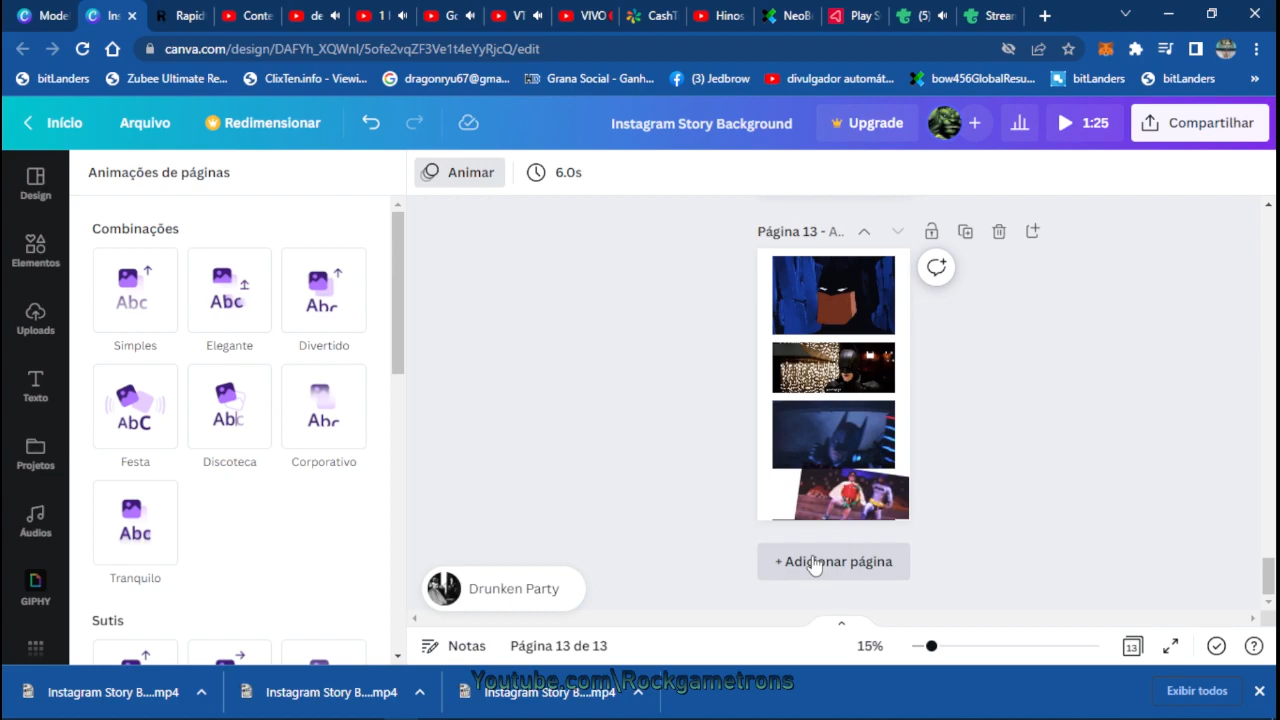 Mode
Ins
Rapid
Conte
de
1
Go
VT
VIVO
CashT
Hinos
NeoB
Play S
(5)
Strean
canva.com/design/DAFYh_XQWnI/5ofe2vqZF3Ve1t4eYyRjcQ/edit
bitLanders
Zubee Ultimate Re...
ClixTen.info - Viewi...
dragonryu67@gma...
Grana Social - Ganh...
(3) Jedbrow
divulgador automát...
bow456GlobalResu...
bitLanders
bitLanders
»
Início
Arquivo
Redimensionar
Instagram Story Background
Upgrade
1:25
Compartilhar
Design
Elementos
Uploads
Texto
Projetos
Áudios
GIPHY
Animações de páginas
Combinações
Abc
Simples
Abc
Elegante
Abc
Divertido
AbC
Festa
Abc
Discoteca
Abc
Corporativo
Abc
Tranquilo
Sutis
Animar
6.0s
Página 13 - A..
+ Adicionar página
Drunken Party
Notas
Página 13 de 13
15%
13
Instagram Story B....mp4
Instagram Story B....mp4
Instagram Story B....mp4
Youtube.com\Rockgametrons
Exibir todos